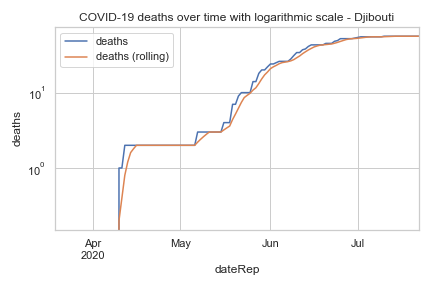 COVID-19 deaths over time with logarithmic scale - Djibouti
deaths
deaths (rolling)
10¹
10⁰
deaths
Apr
2020
May
Jun
Jul
dateRep